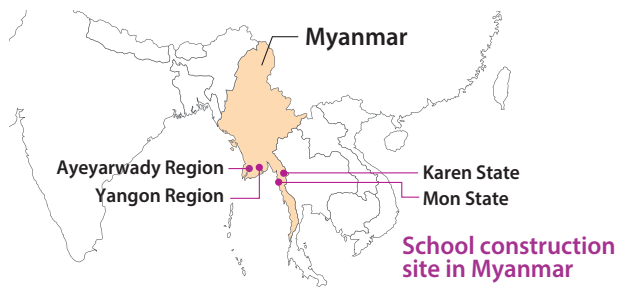 Myanmar
Ayeyarwady Region
Yangon Region
Karen State
Mon State
School construction
site in Myanmar